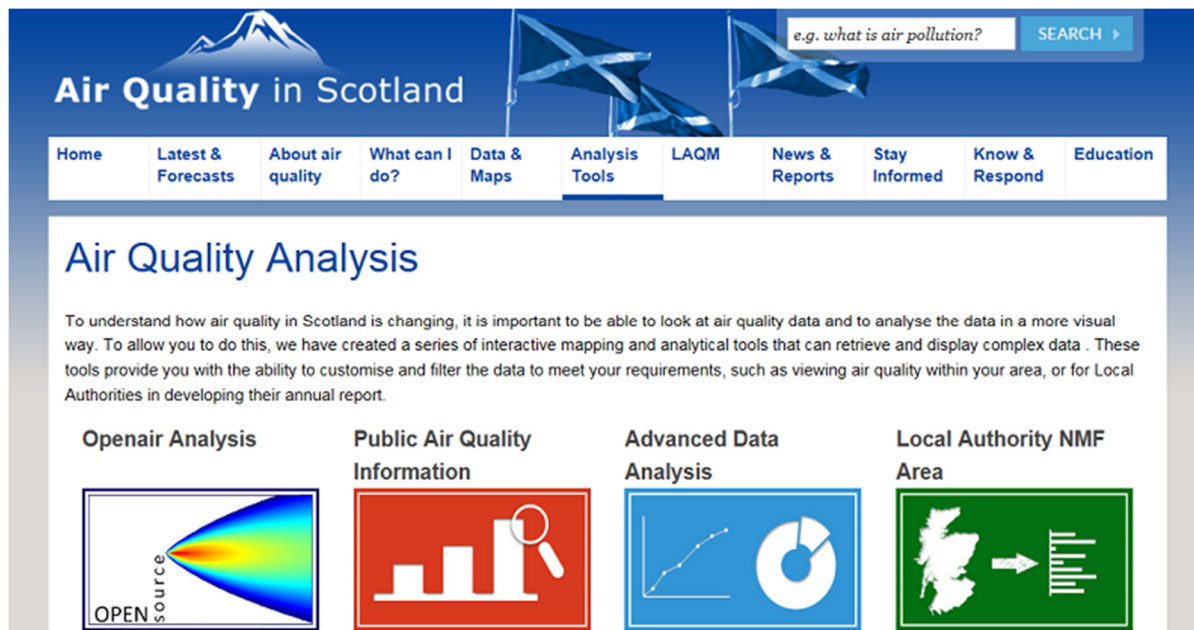 e.g. what is air pollution?
SEARCH
Air Quality in Scotland
Home
Latest &
Forecasts
About air
quality
What can I
do?
Data &
Maps
Analysis
Tools
LAQM
News &
Reports
Stay
Informed
Know &
Respond
Education
Air Quality Analysis
To understand how air quality in Scotland is changing, it is important to be able to look at air quality data and to analyse the data in a more visual
way. To allow you to do this, we have created a series of interactive mapping and analytical tools that can retrieve and display complex data . These
tools provide you with the ability to customise and filter the data to meet your requirements, such as viewing air quality within your area, or for Local
Authorities in developing their annual report.
Openair Analysis
Public Air Quality
Information
Advanced Data
Analysis
Local Authority NMF
Area
OPEN
source